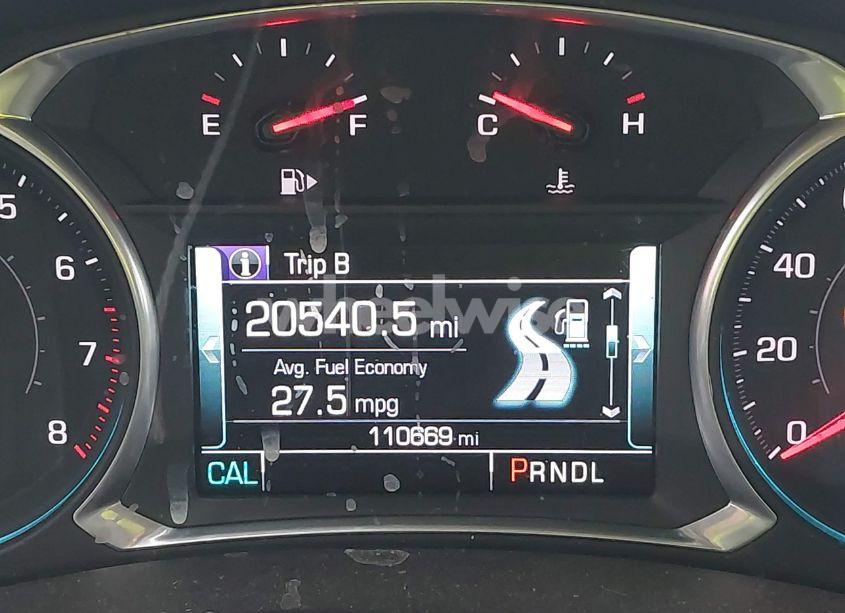 E F
C H
5
6
7
8
Trip B
20540.5 mi
Avg. Fuel Economy
27.5 mpg
110669 mi
CAL PRNDL
40
20
0
wheelwise